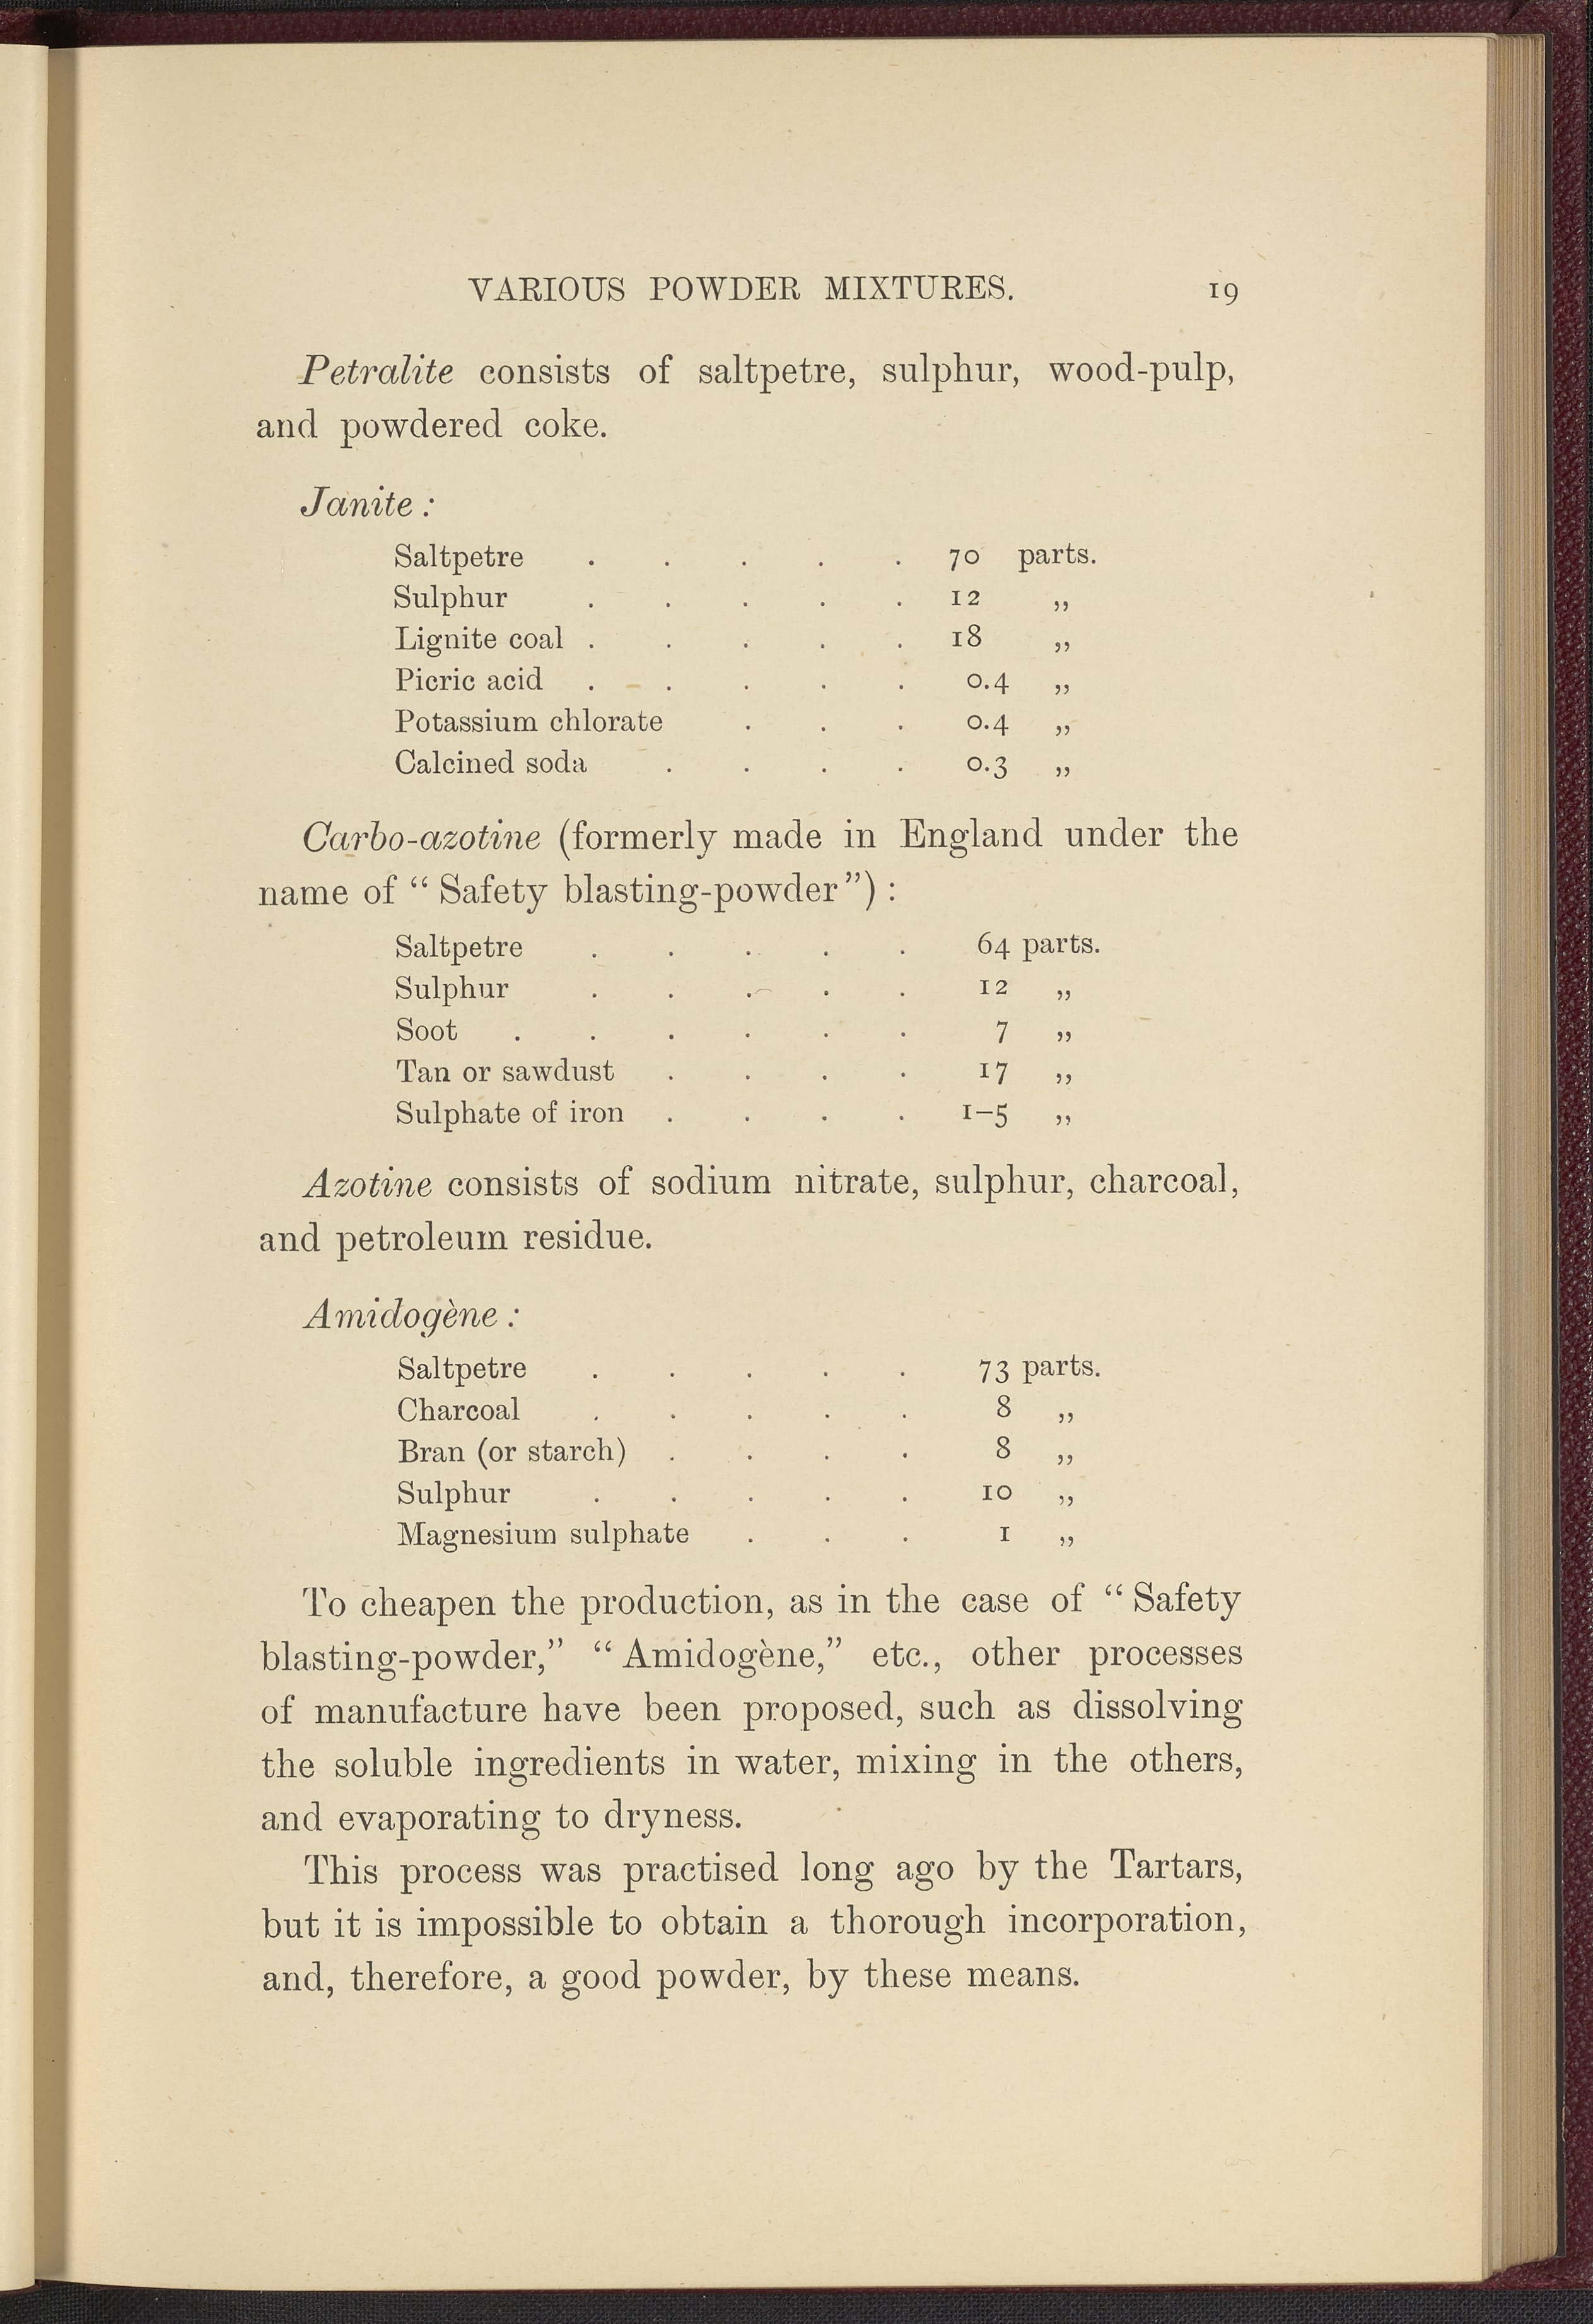 VARIOUS POWDER MIXTURES. 19
Petralite consists of saltpetre, sulphur, wood-pulp,
and powdered coke.
Janite :
Saltpetre . . . . . 70 parts.
Sulphur . . . . . 12 „
Lignite coal . . . . . 18 „
Picric acid . . . . . 0.4 „
Potassium chlorate . . . 0.4 „
Calcined soda . . . . 0.3 „
Carbo-azotine (formerly made in England under the
name of “ Safety blasting-powder ”) :
Saltpetre . . . . . 64 parts.
Sulphur . . . . . 12 „
Soot . . . . . . 7 „
Tan or sawdust . . . . 17 „
Sulphate of iron . . . . 1–5 „
Azotine consists of sodium nitrate, sulphur, charcoal,
and petroleum residue.
Amidogène :
Saltpetre . . . . . 73 parts.
Charcoal . . . . . 8 „
Bran (or starch) . . . . 8 „
Sulphur . . . . . 10 „
Magnesium sulphate . . . 1 „
To cheapen the production, as in the case of “ Safety
blasting-powder,” “ Amidogène,” etc., other processes
of manufacture have been proposed, such as dissolving
the soluble ingredients in water, mixing in the others,
and evaporating to dryness.
This process was practised long ago by the Tartars,
but it is impossible to obtain a thorough incorporation,
and, therefore, a good powder, by these means.